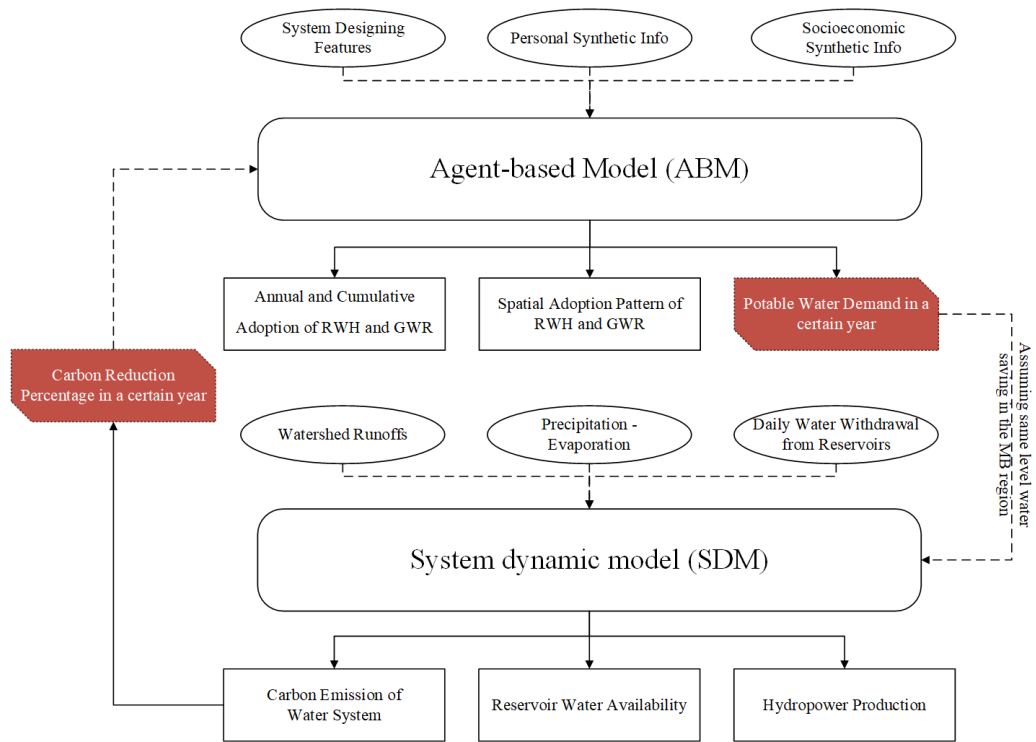 System Designing
Features
Personal Synthetic Info
Socioeconomic
Synthetic Info
Agent-based Model (ABM)
Annual and Cumulative
Adoption of RWH and GWR
Spatial Adoption Pattern of
RWH and GWR
Potable Water Demand in a
certain year
Assuming same level water
saving in the MB region
Carbon Reduction
Percentage in a certain year
Watershed Runoffs
Precipitation -
Evaporation
Daily Water Withdrawal
from Reservoirs
System dynamic model (SDM)
Carbon Emission of
Water System
Reservoir Water Availability
Hydropower Production